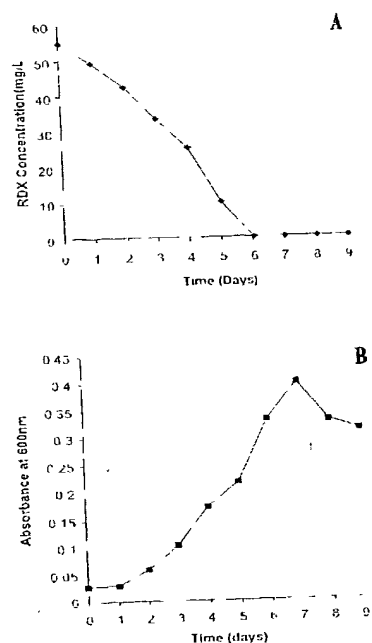 A
60
50
40
30
20
10
0
0 1 2 3 4 5 6 7 8 9
RDX Concentration(mg/L
Time (Days)
B
0.45
0.4
0.35
0.3
0.25
0.2
0.15
0.1
0.05
0
0 1 2 3 4 5 6 7 8 9
Absorbance at 600nm
Time (days)